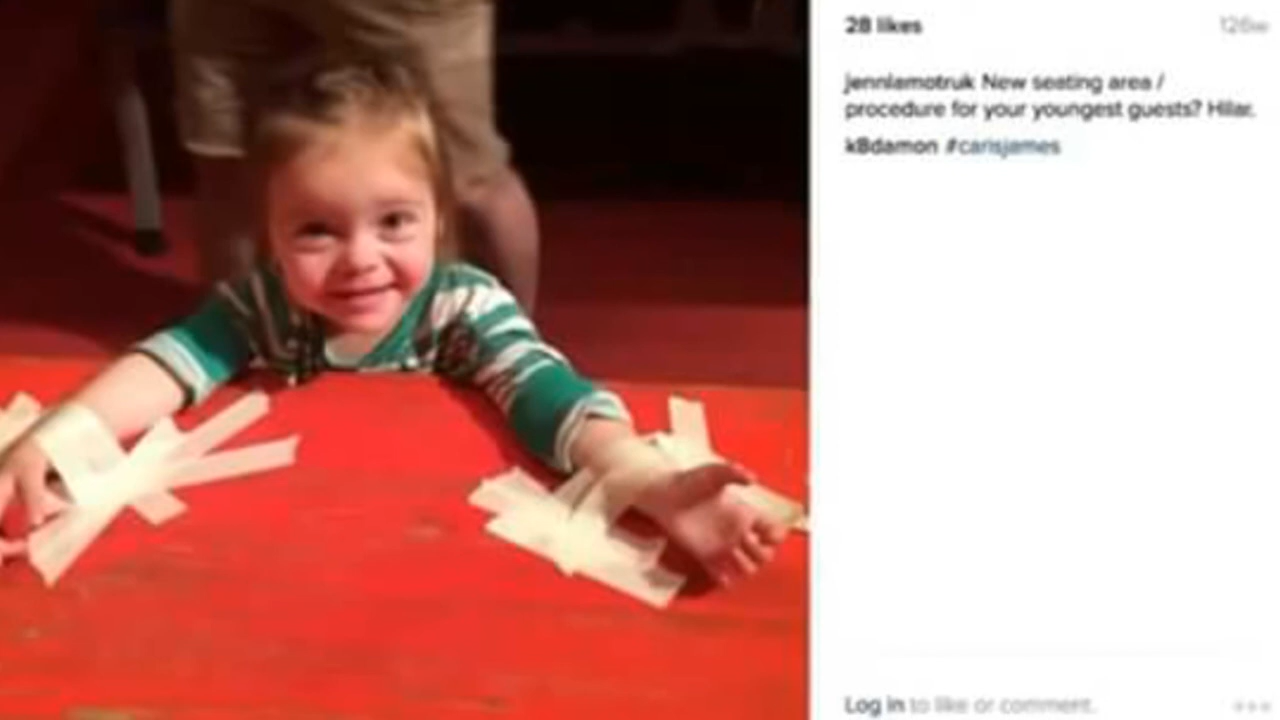 28 likes
126w
jennlamotruk New seating area /
procedure for your youngest guests? Hilar.
k8damon #carisjames
Log in to like or comment.